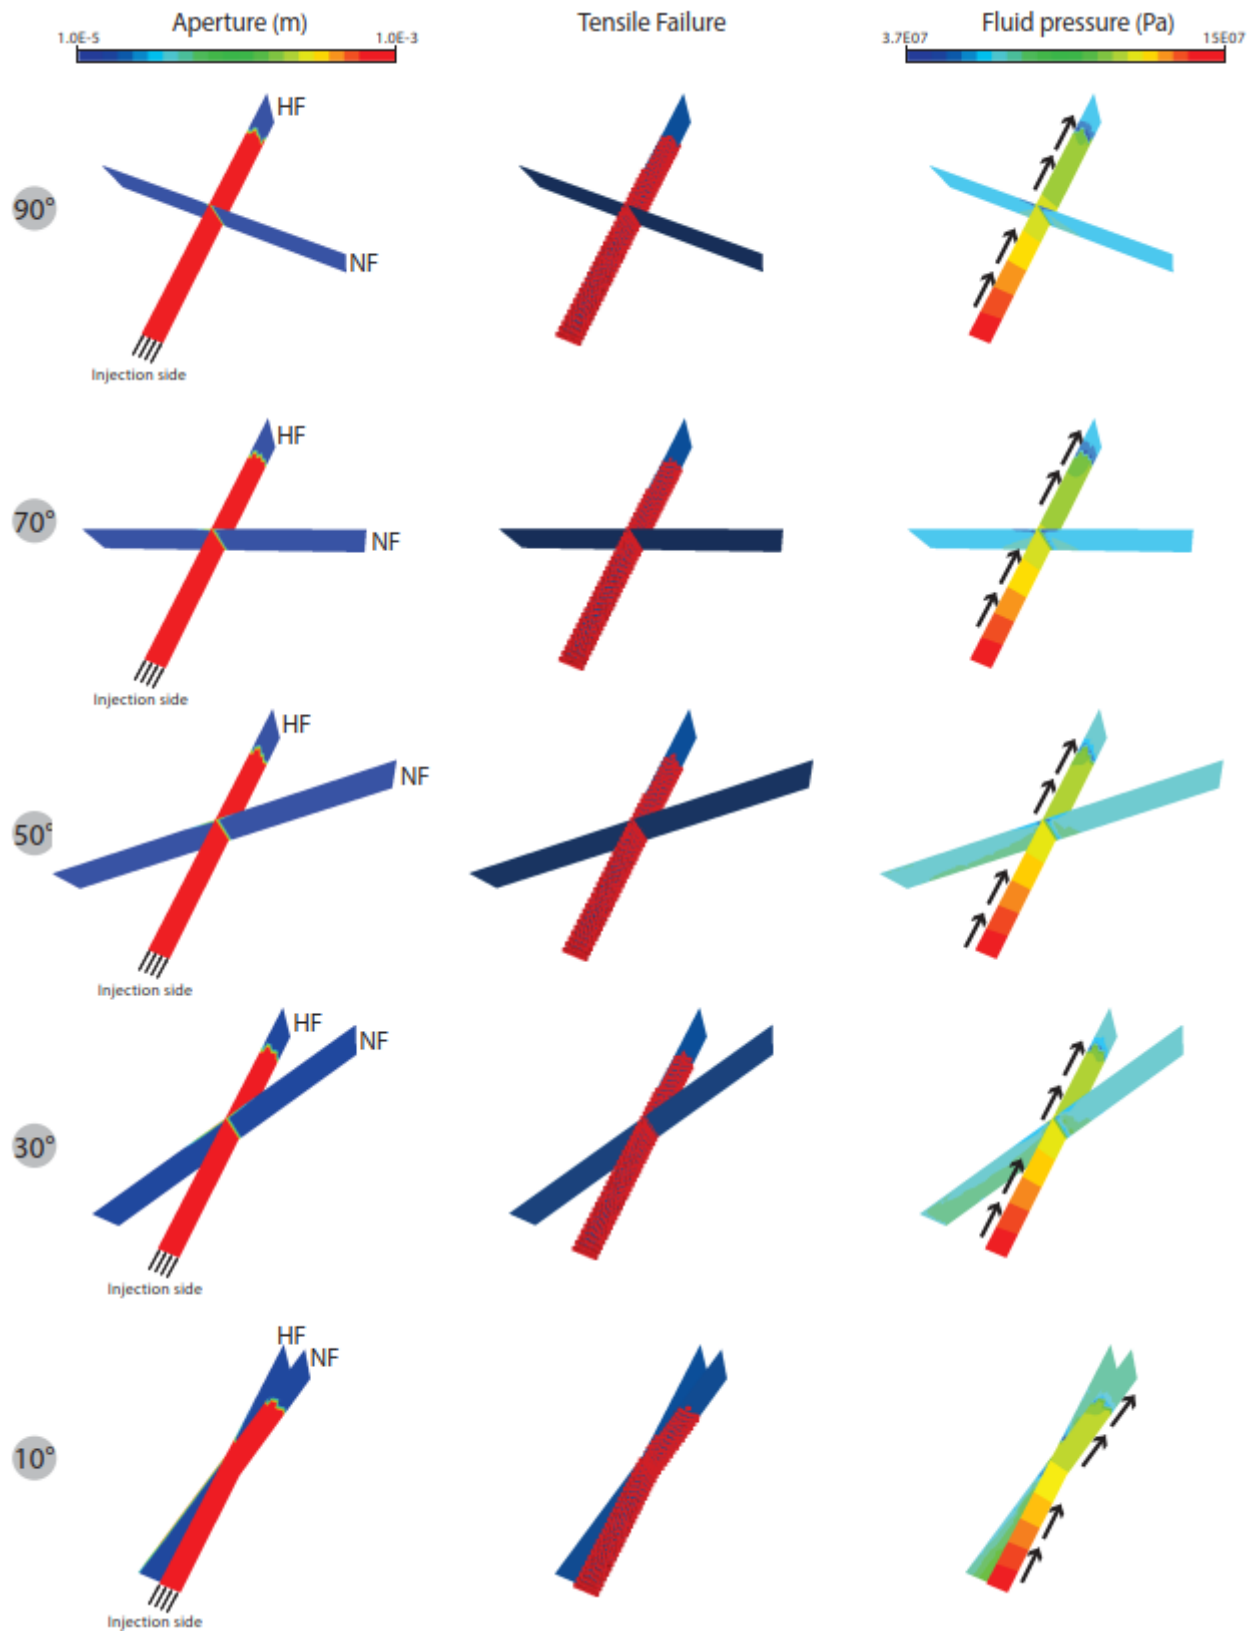 Aperture (m)
Tensile Failure
Fluid pressure (Pa)
1.0E-5
1.0E-3
3.7E07
15E07
HF
90°
NF
Injection side
HF
70°
NF
Injection side
HF
NF
50°
Injection side
HF
NF
30°
Injection side
HF
NF
10°
Injection side